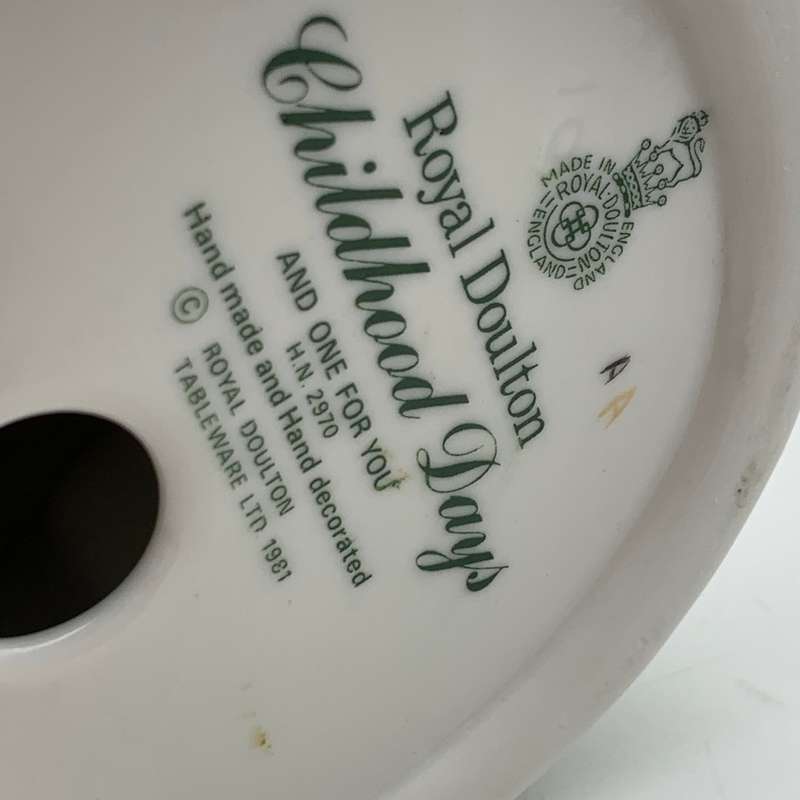 MADE IN ENGLAND
ROYAL·DOULTON
ENGLAND
Royal Doulton
Childhood Days
AND ONE FOR YOU
H.N. 2970
Hand made and Hand decorated
© ROYAL DOULTON
TABLEWARE LTD. 1981